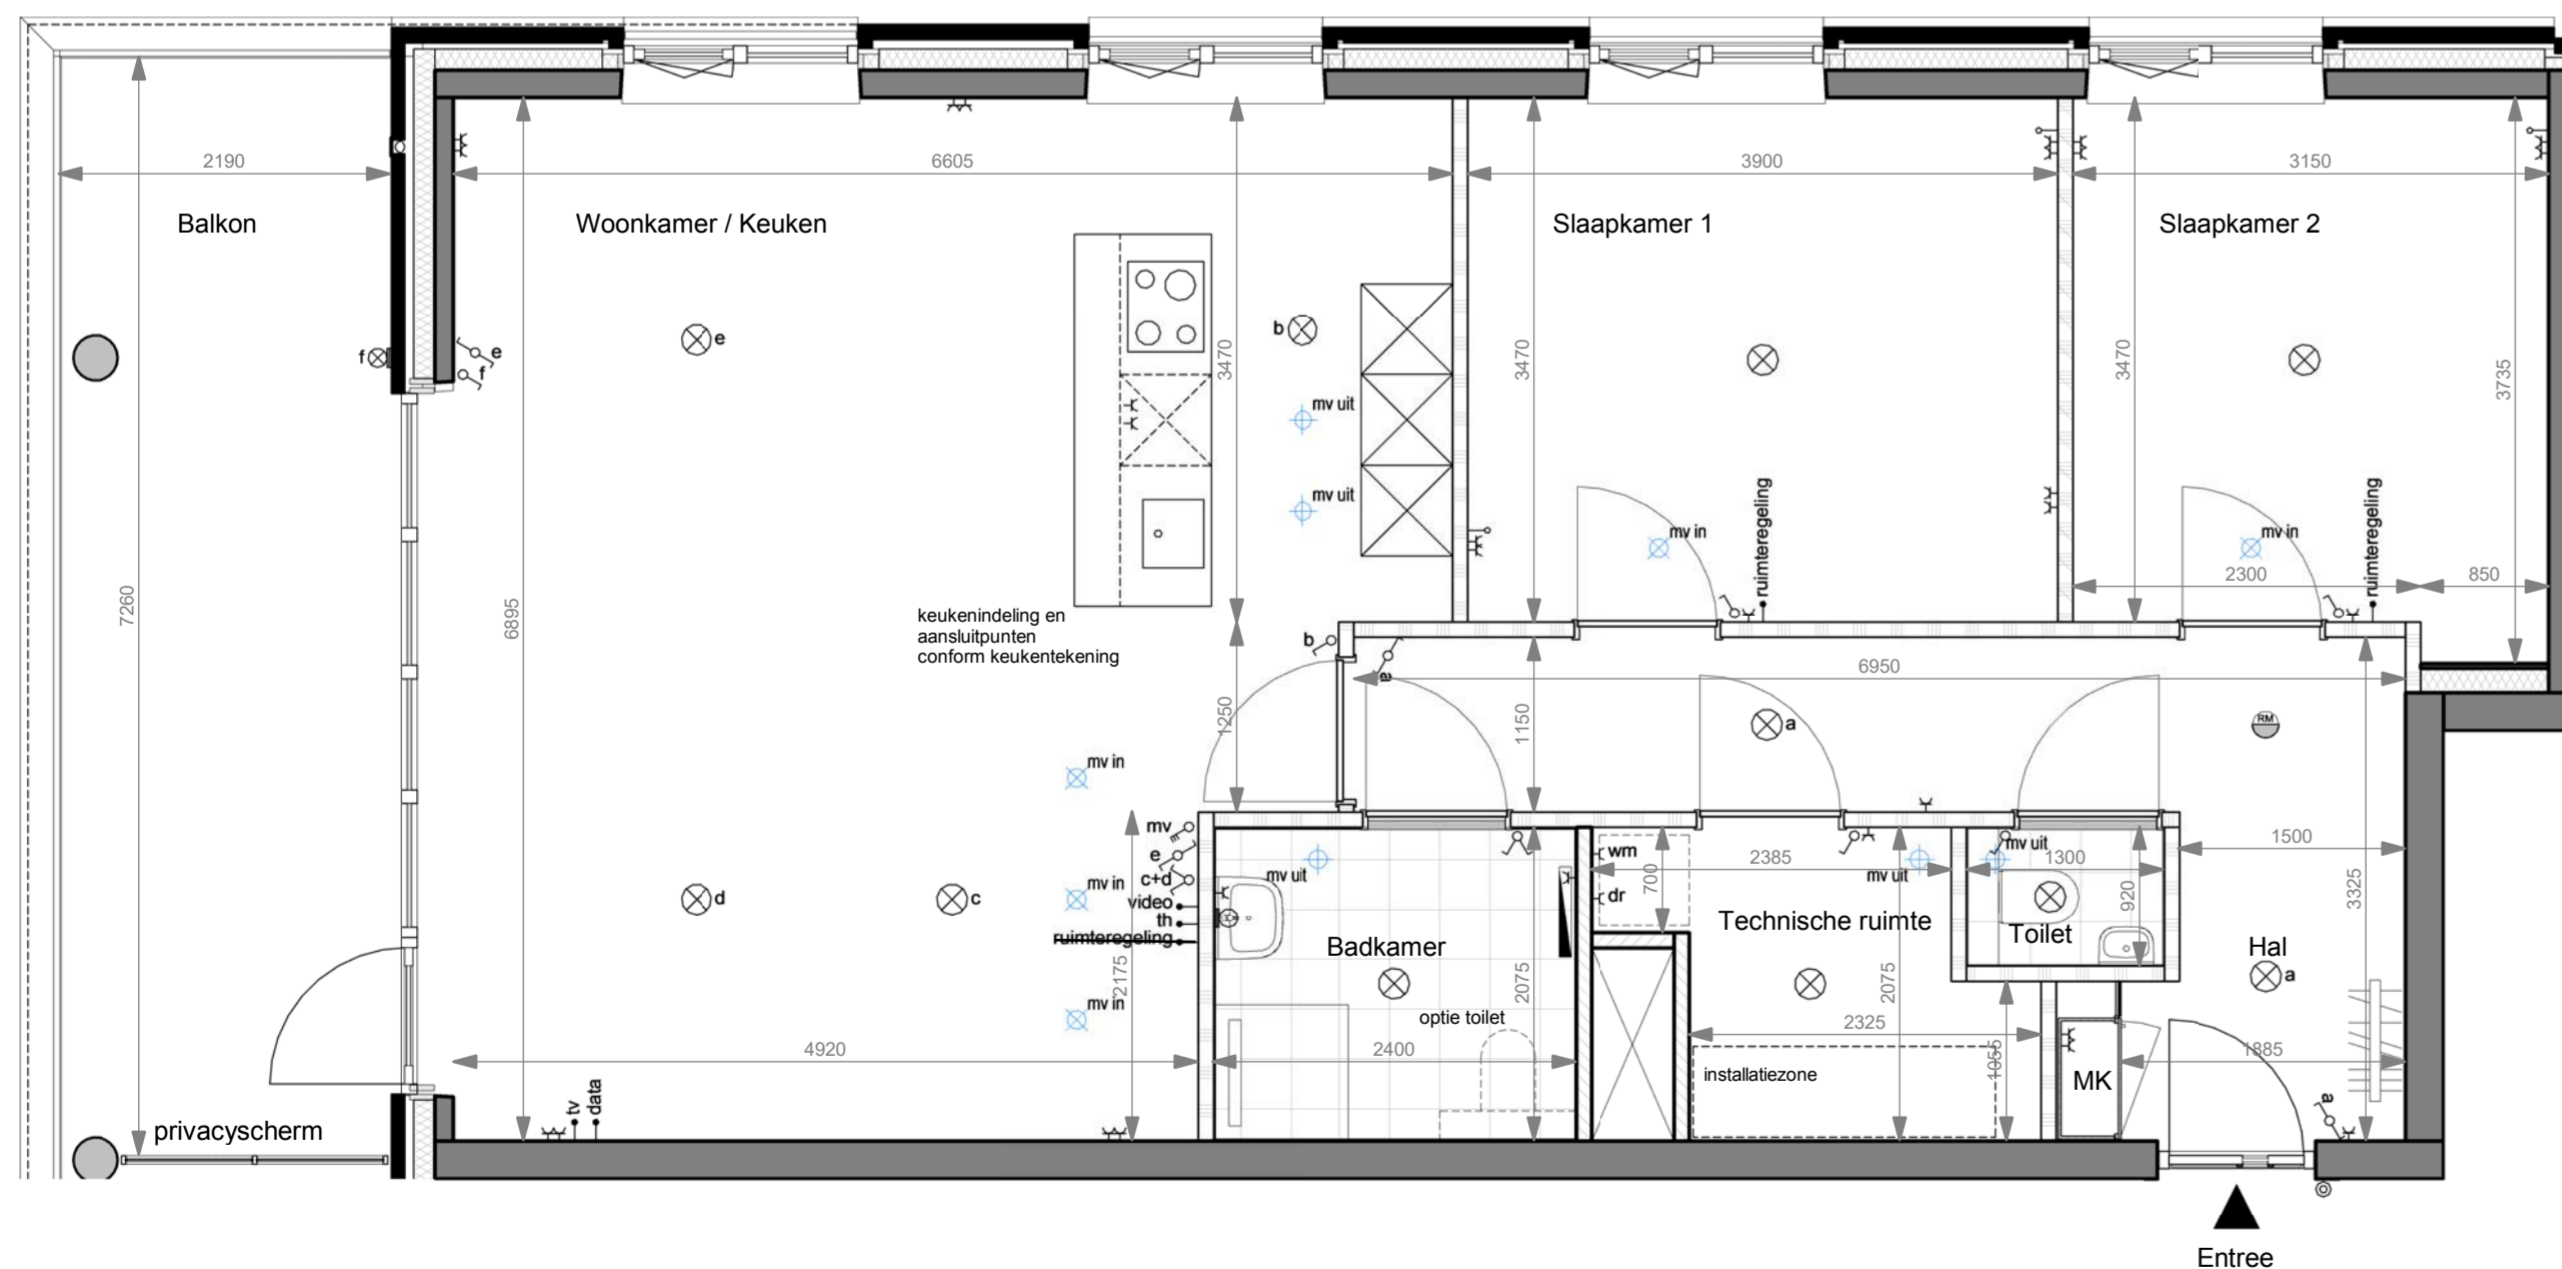 2190
6605
3900
3150
Balkon
Woonkamer / Keuken
Slaapkamer 1
Slaapkamer 2
e
b
f
e
f
3470
3470
3470
3735
mv uit
mv uit
mv in
ruimteregeling
mv in
ruimteregeling
2300
850
7260
6895
keukenindeling en
aansluitpunten
conform keukentekening
b
a
6950
1250
1150
a
RM
mv in
mv
e
c+d
video
th
ruimteregeling
mv in
mv in
d
c
mv uit
wm
dr
700
2385
mv uit
mv uit
1300
920
1500
3325
Badkamer
Technische ruimte
Toilet
Hal
a
2175
2075
2075
optie toilet
4920
2400
2325
1055
1885
installatiezone
MK
tv
data
a
privacyscherm
Entree